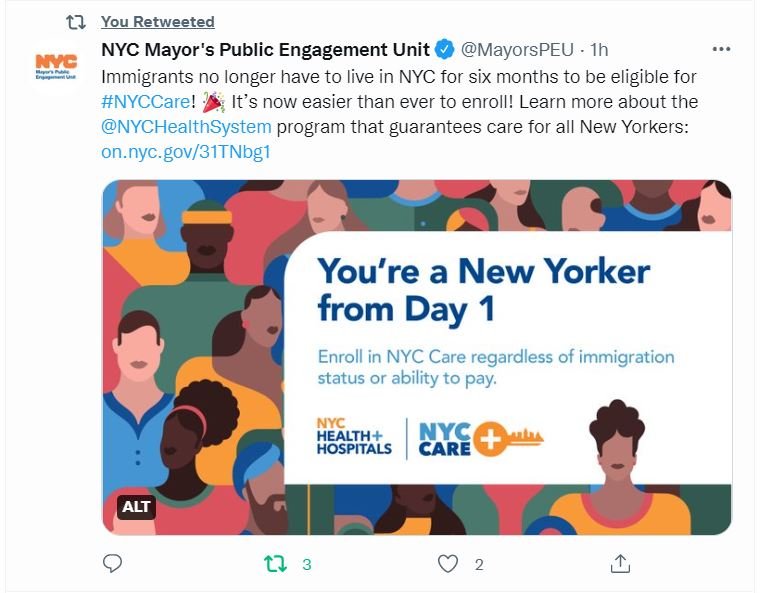 You Retweeted
NYC Mayor's Public Engagement Unit @MayorsPEU · 1h
Immigrants no longer have to live in NYC for six months to be eligible for
#NYCCare! 🎉 It’s now easier than ever to enroll! Learn more about the
@NYCHealthSystem program that guarantees care for all New Yorkers:
on.nyc.gov/31TNbg1
NYC
Mayor's Public
Engagement Unit
You’re a New Yorker
from Day 1
Enroll in NYC Care regardless of immigration
status or ability to pay.
NYC
HEALTH+
HOSPITALS
NYC
CARE
ALT
3
2